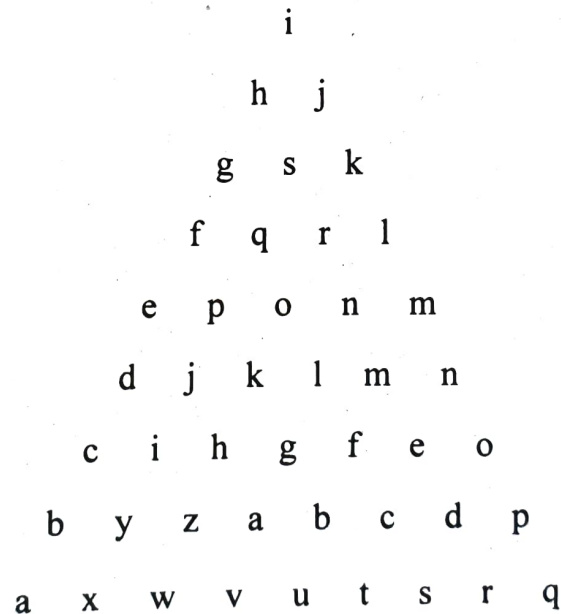 i
h j
g s k
f q r l
e p o n m
d j k l m n
c i h g f e o
b y z a b c d p
a x w v u t s r q